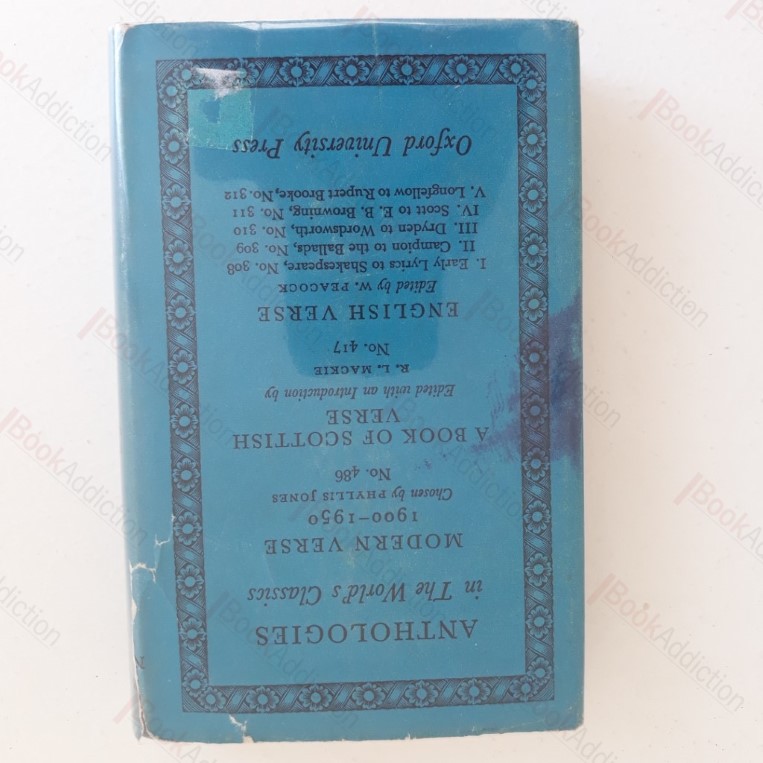 ANTHOLOGIES
in The World's Classics
MODERN VERSE
1900–1950
Chosen by PHYLLIS JONES
No. 486
A BOOK OF SCOTTISH
VERSE
Edited with an Introduction by
R. L. MACKIE
No. 417
ENGLISH VERSE
Edited by W. PEACOCK
I. Early Lyrics to Shakespeare, No. 308
II. Campion to the Ballads, No. 309
III. Dryden to Wordsworth, No. 310
IV. Scott to E. B. Browning, No. 311
V. Longfellow to Rupert Brooke, No. 312
Oxford University Press
BookAddiction